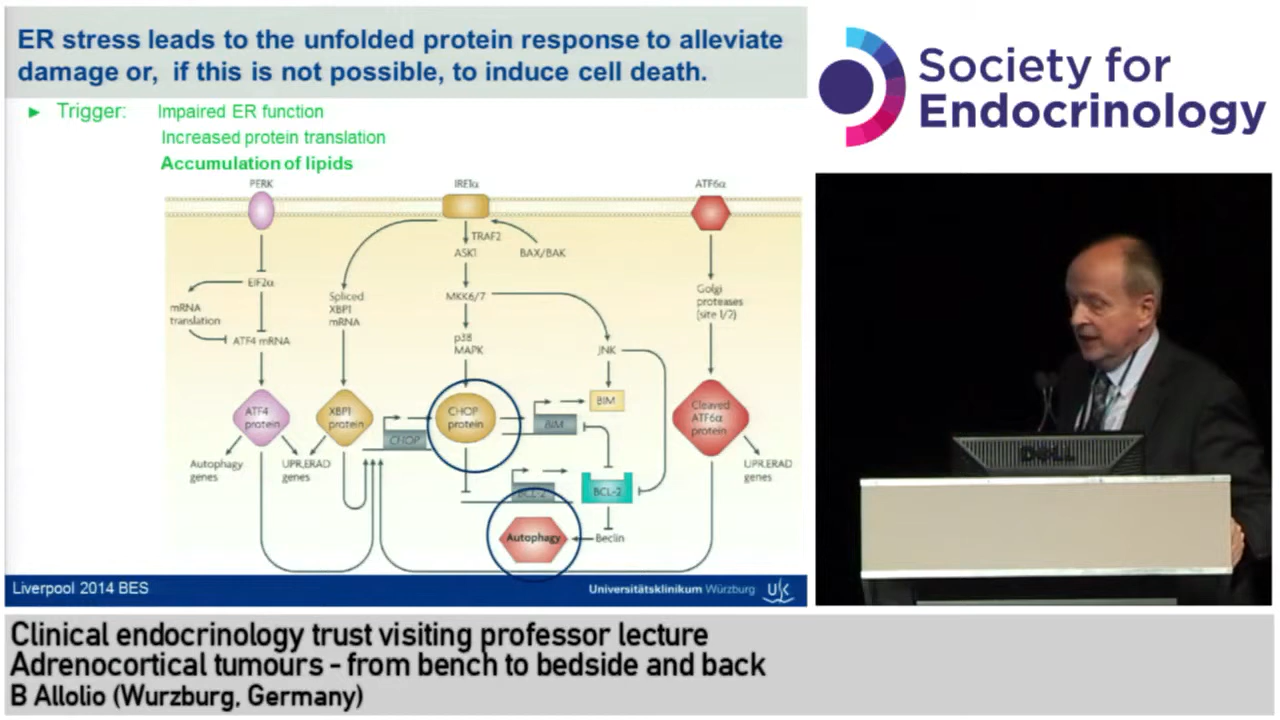 ER stress leads to the unfolded protein response to alleviate
damage or, if this is not possible, to induce cell death.
► Trigger: Impaired ER function
Increased protein translation
Accumulation of lipids
PERK
IRE1α
ATF6α
TRAF2
ASK1
BAX/BAK
EIF2α
mRNA
translation
ATF4 mRNA
Spliced
XBP1
mRNA
MKK6/7
p38
MAPK
JNK
Golgi
proteases
(site 1/2)
ATF4
protein
XBP1
protein
CHOP
CHOP
protein
BIM
BIM
Cleaved
ATF6α
protein
Autophagy
genes
UPR,ERAD
genes
UPR,ERAD
genes
BCL-2
BCL-2
Autophagy
Beclin
Liverpool 2014 BES
Universitätsklinikum Würzburg UK
Society for
Endocrinology
DELL
Clinical endocrinology trust visiting professor lecture
Adrenocortical tumours - from bench to bedside and back
B Allolio (Wurzburg, Germany)